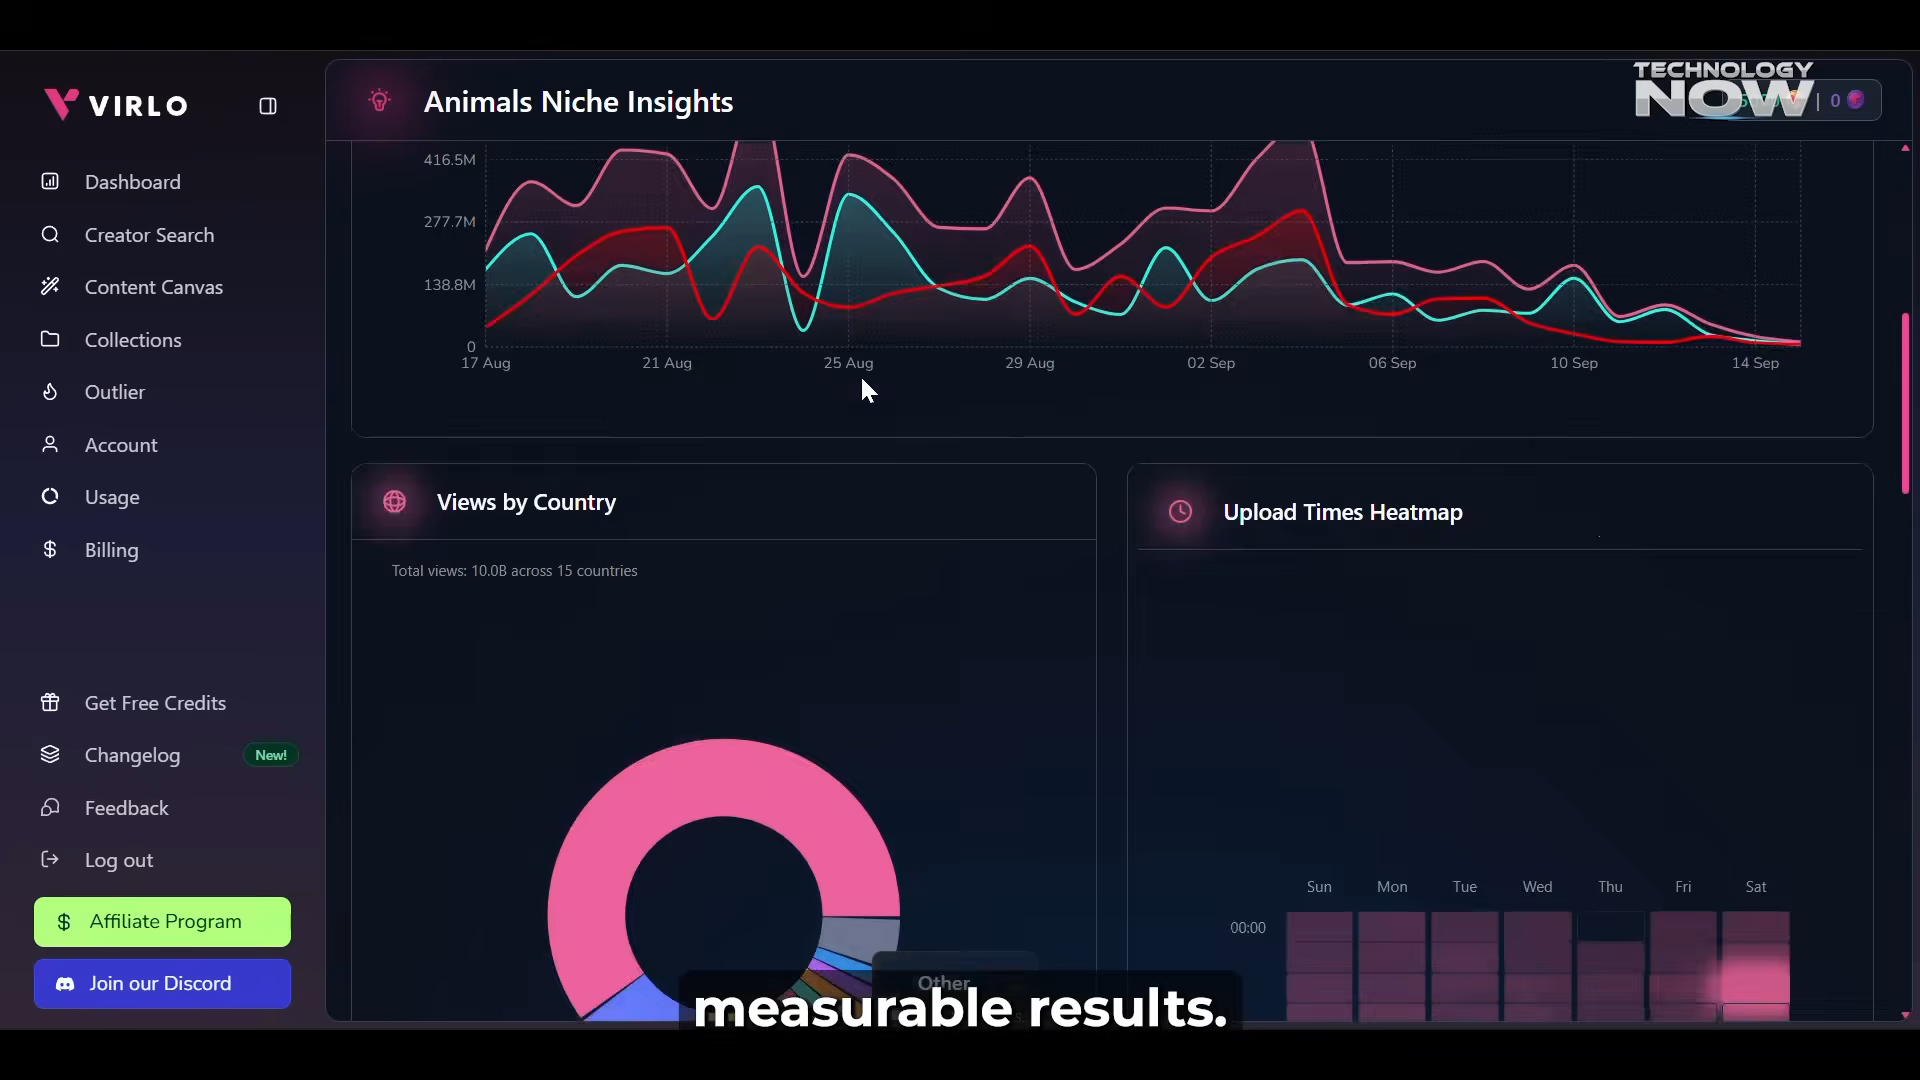 VIRLO
Animals Niche Insights
TECHNOLOGY
NOW
| 0
Dashboard
Creator Search
Content Canvas
Collections
Outlier
Account
Usage
Billing
Get Free Credits
Changelog
New!
Feedback
Log out
$ Affiliate Program
Join our Discord
416.5M
277.7M
138.8M
0
17 Aug
21 Aug
25 Aug
29 Aug
02 Sep
06 Sep
10 Sep
14 Sep
Views by Country
Total views: 10.0B across 15 countries
Other
Upload Times Heatmap
Sun Mon Tue Wed Thu Fri Sat
00:00
measurable results.